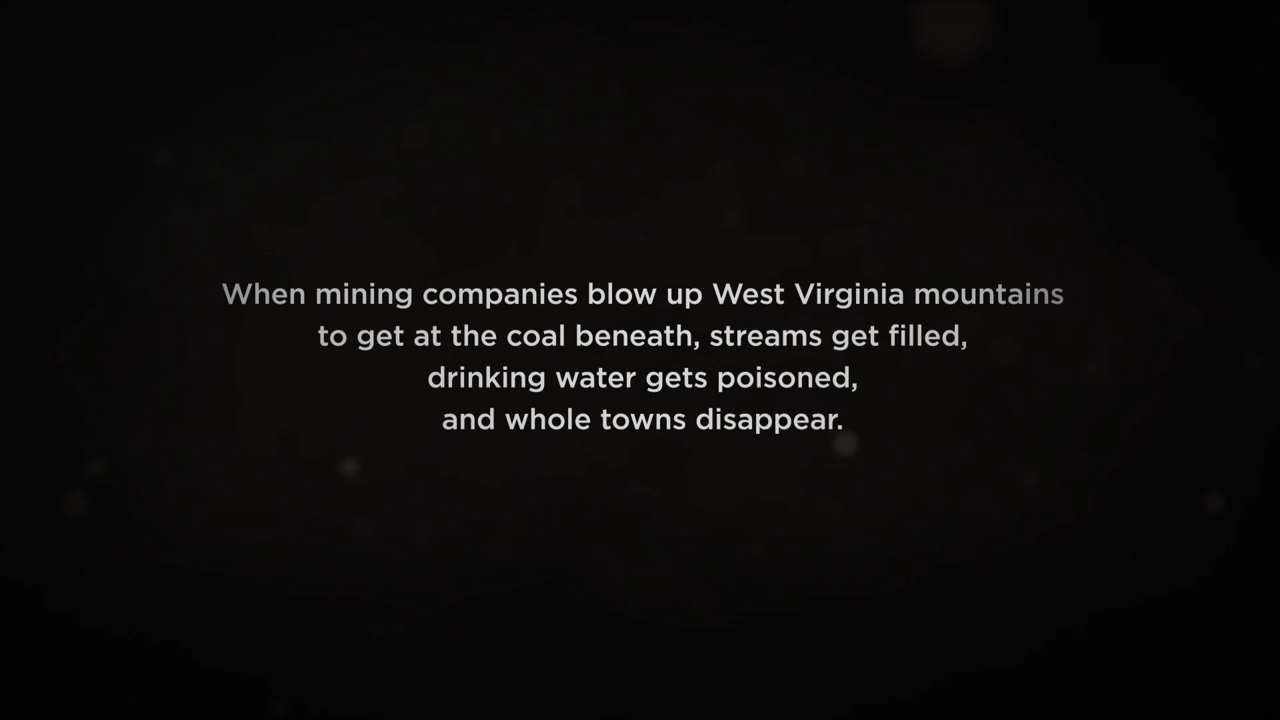 When mining companies blow up West Virginia mountains
to get at the coal beneath, streams get filled,
drinking water gets poisoned,
and whole towns disappear.